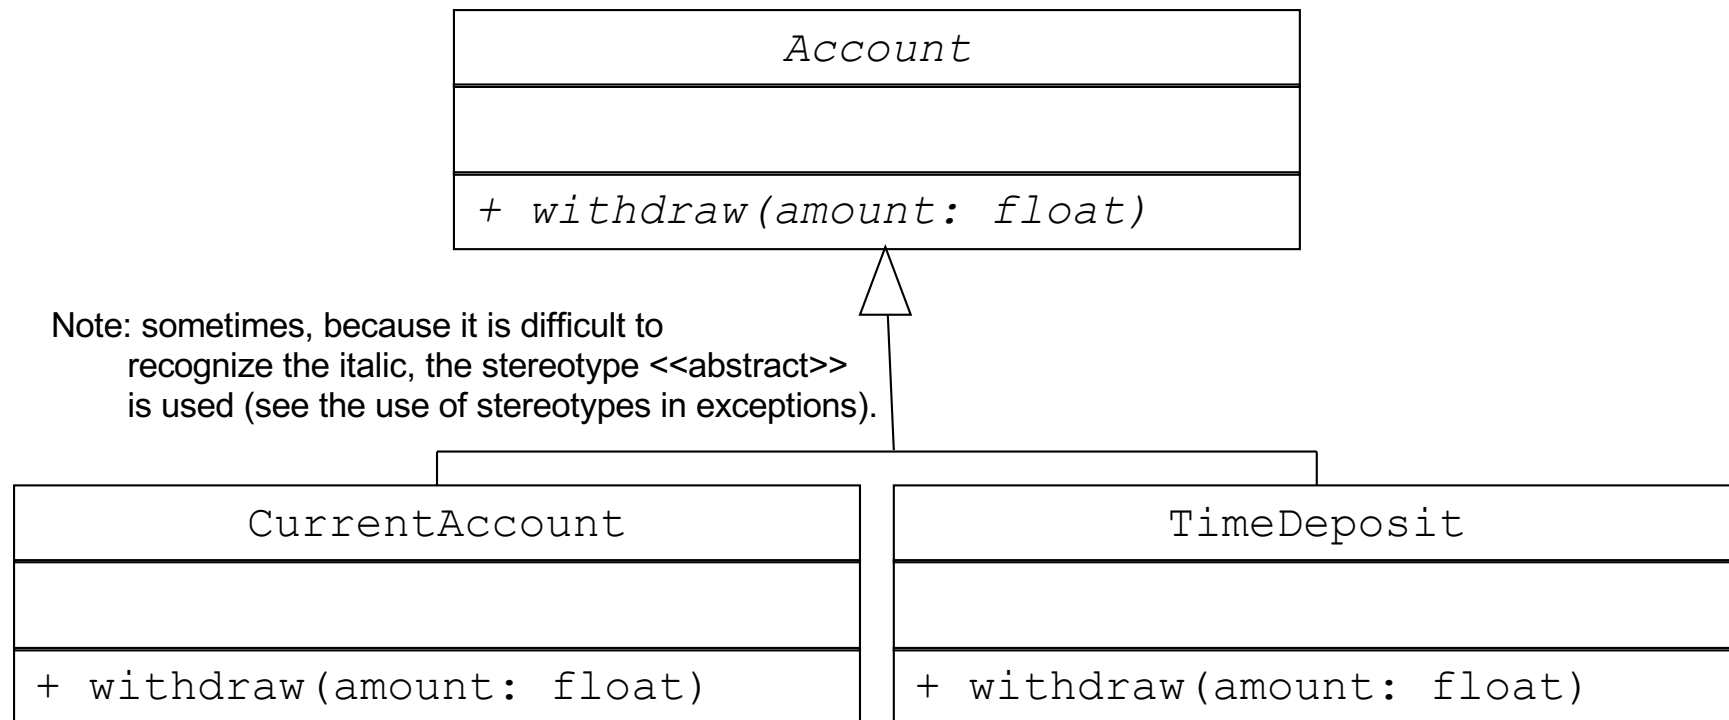 Account
+ withdraw(amount: float)
Note: sometimes, because it is difficult to
recognize the italic, the stereotype <<abstract>>
is used (see the use of stereotypes in exceptions).
CurrentAccount
+ withdraw(amount: float)
TimeDeposit
+ withdraw(amount: float)